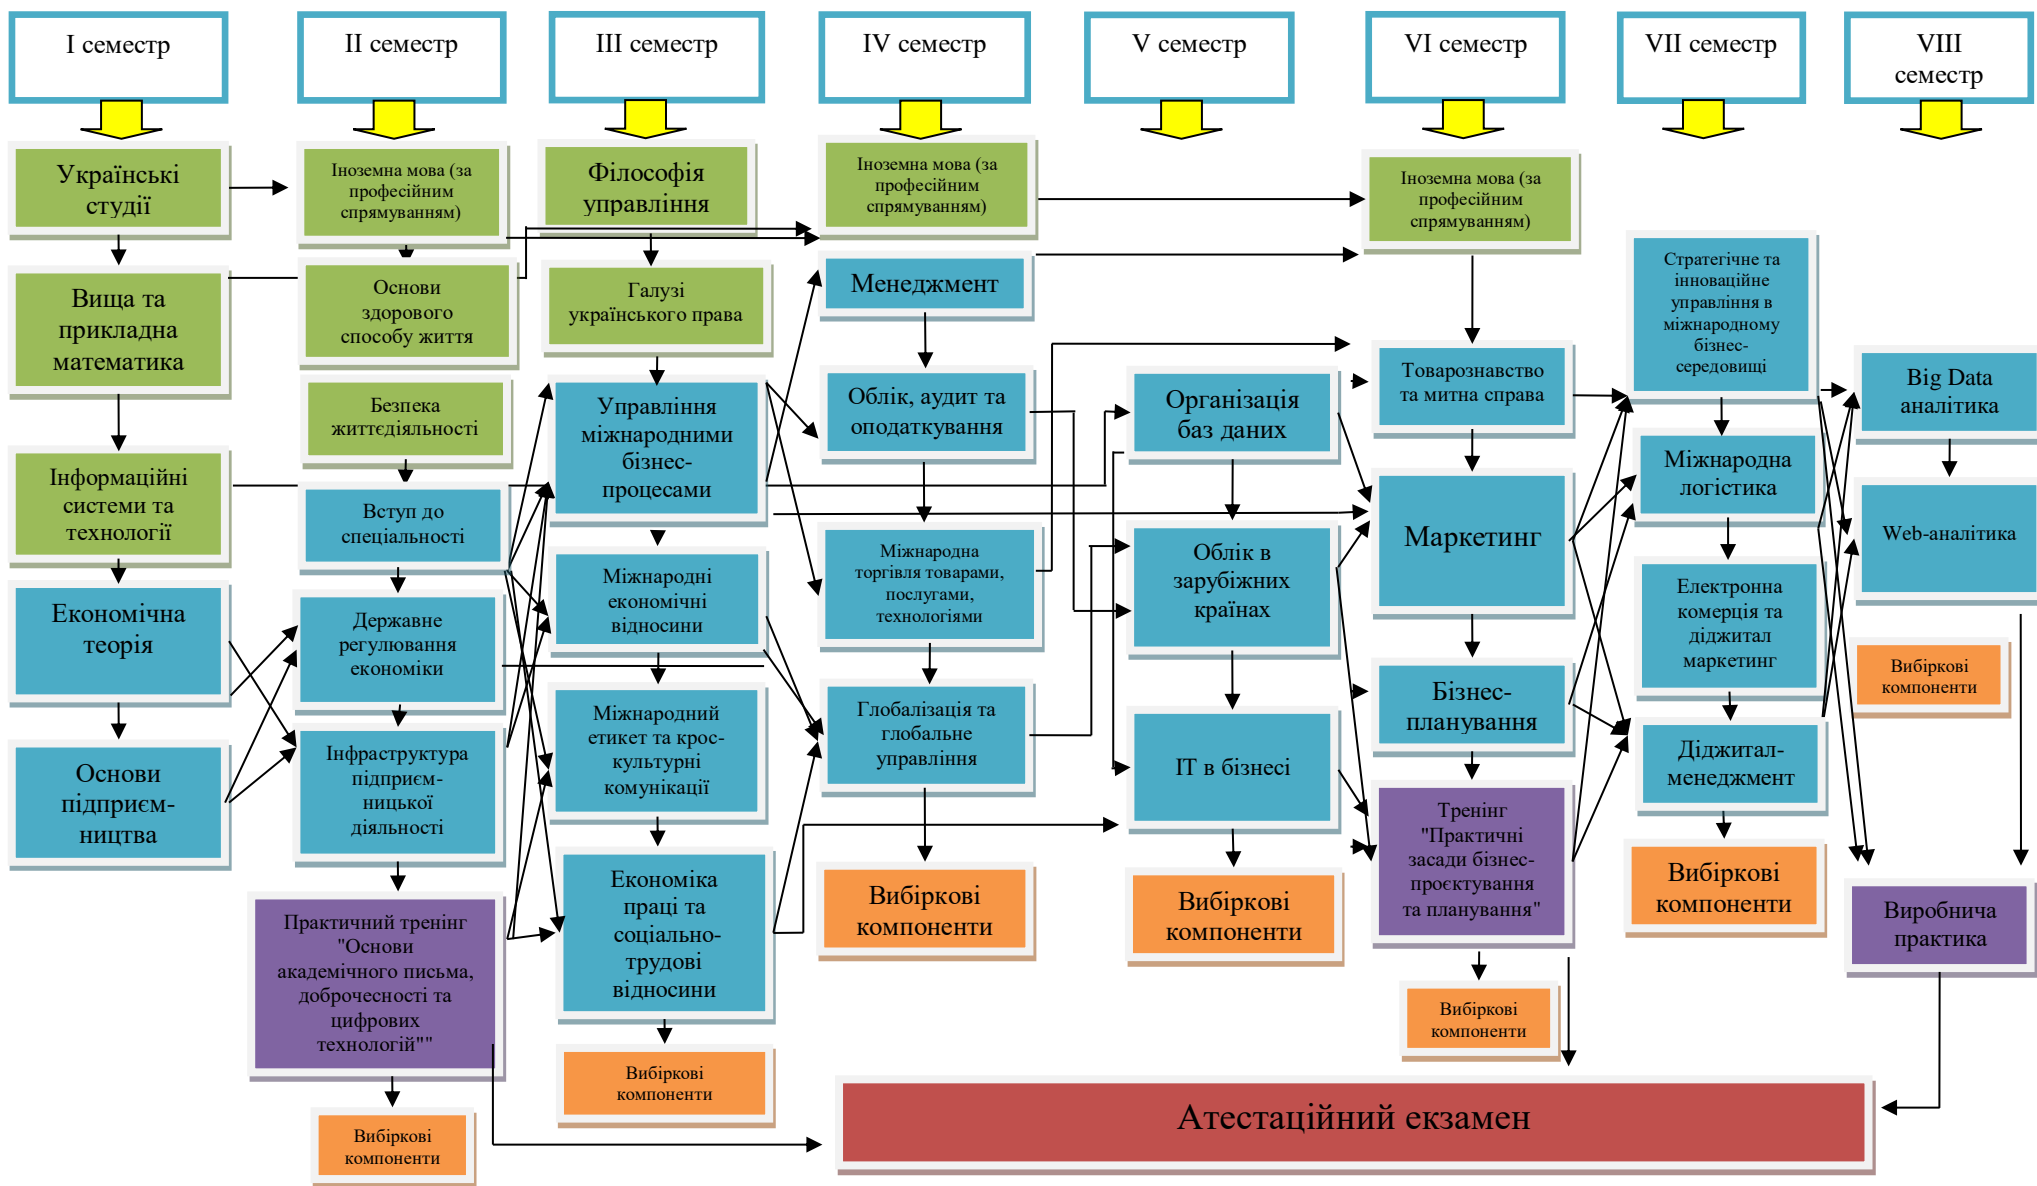 I семестр
II семестр
III семестр
IV семестр
V семестр
VI семестр
VII семестр
VIII
семестр
Українські
студії
Вища та
прикладна
математика
Інформаційні
системи та
технології
Економічна
теорія
Основи
підприєм-
ництва
Іноземна мова (за
професійним
спрямуванням)
Основи
здорового
способу життя
Безпека
життєдіяльності
Вступ до
спеціальності
Державне
регулювання
економіки
Інфраструктура
підприєм-
ницької
діяльності
Практичний тренінг
"Основи
академічного письма,
доброчесності та
цифрових
технологій""
Вибіркові
компоненти
Філософія
управління
Галузі
українського права
Управління
міжнародними
бізнес-
процесами
Міжнародні
економічні
відносини
Міжнародний
етикет та крос-
культурні
комунікації
Економіка
праці та
соціально-
трудові
відносини
Вибіркові
компоненти
Іноземна мова (за
професійним
спрямуванням)
Менеджмент
Облік, аудит та
оподаткування
Міжнародна
торгівля товарами,
послугами,
технологіями
Глобалізація та
глобальне
управління
Вибіркові
компоненти
Організація
баз даних
Облік в
зарубіжних
країнах
ІТ в бізнесі
Вибіркові
компоненти
Іноземна мова (за
професійним
спрямуванням)
Товарознавство
та митна справа
Маркетинг
Бізнес-
планування
Тренінг
"Практичні
засади бізнес-
проєктування
та планування"
Вибіркові
компоненти
Стратегічне та
інноваційне
управління в
міжнародному
бізнес-
середовищі
Міжнародна
логістика
Електронна
комерція та
діджитал
маркетинг
Діджитал-
менеджмент
Вибіркові
компоненти
Big Data
аналітика
Web-аналітика
Вибіркові
компоненти
Виробнича
практика
Атестаційний екзамен